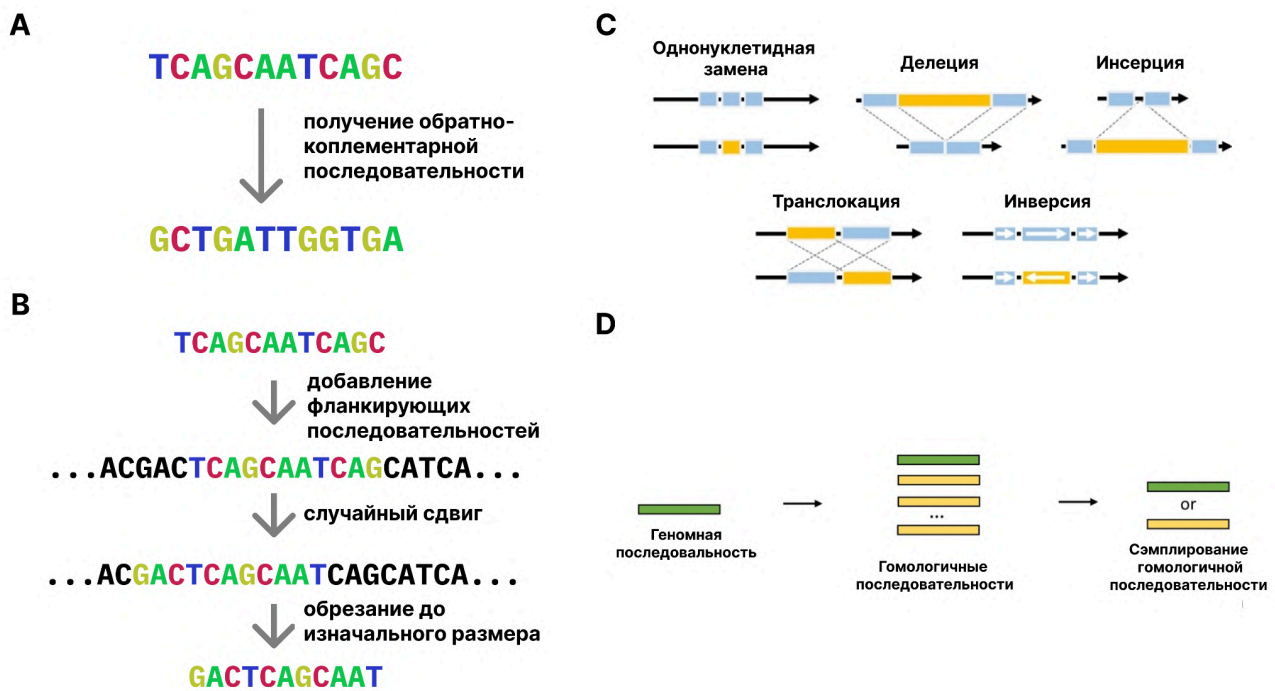 A
TCAGCAATCAGC
получение обратно-
коплементарной
последовательности
GCTGATTGGTGA
B
TCAGCAATCAGC
добавление
фланкирующих
последовательностей
...ACGACTCAGCAATCAGCATCA...
случайный сдвиг
...ACGACTCAGCAATCAGCATCA...
обрезание до
изначального размера
GACTCAGCAAT
C
Однонуклетидная
замена
Делеция
Инсерция
Транслокация
Инверсия
D
Геномная
последовальность
...
Гомологичные
последовательности
or
Сэмплирование
гомологичной
последовательности